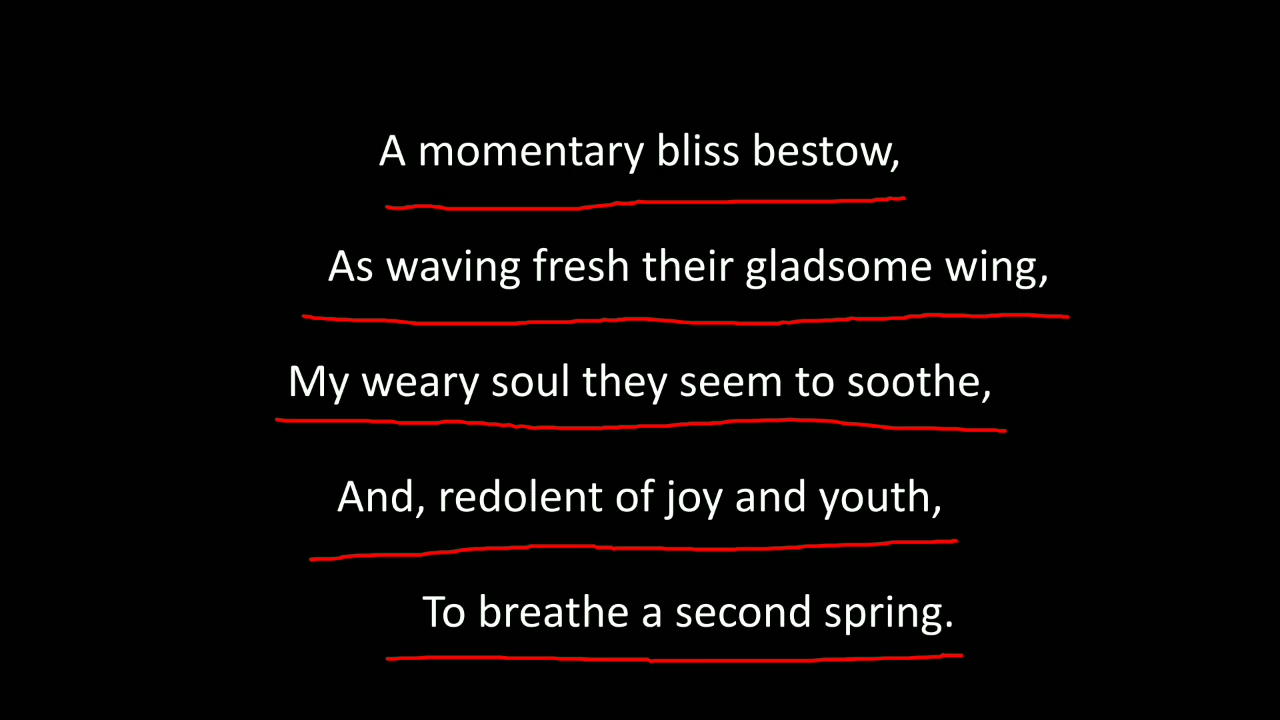 A momentary bliss bestow,
As waving fresh their gladsome wing,
My weary soul they seem to soothe,
And, redolent of joy and youth,
To breathe a second spring.